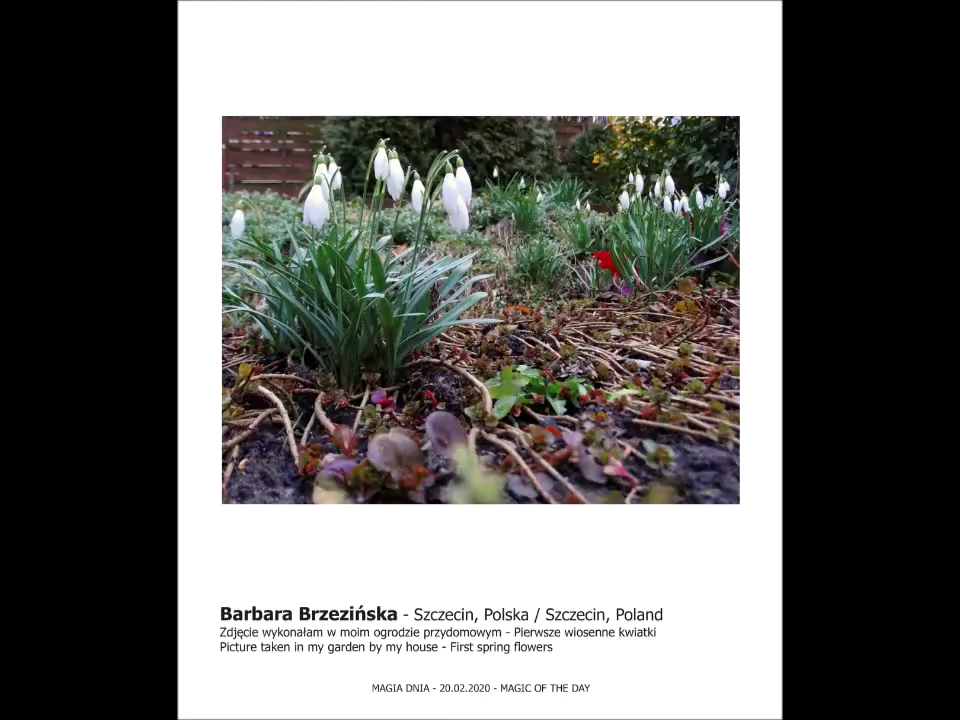 Barbara Brzezińska - Szczecin, Polska / Szczecin, Poland
Zdjęcie wykonałam w moim ogrodzie przydomowym - Pierwsze wiosenne kwiatki
Picture taken in my garden by my house - First spring flowers
MAGIA DNIA - 20.02.2020 - MAGIC OF THE DAY